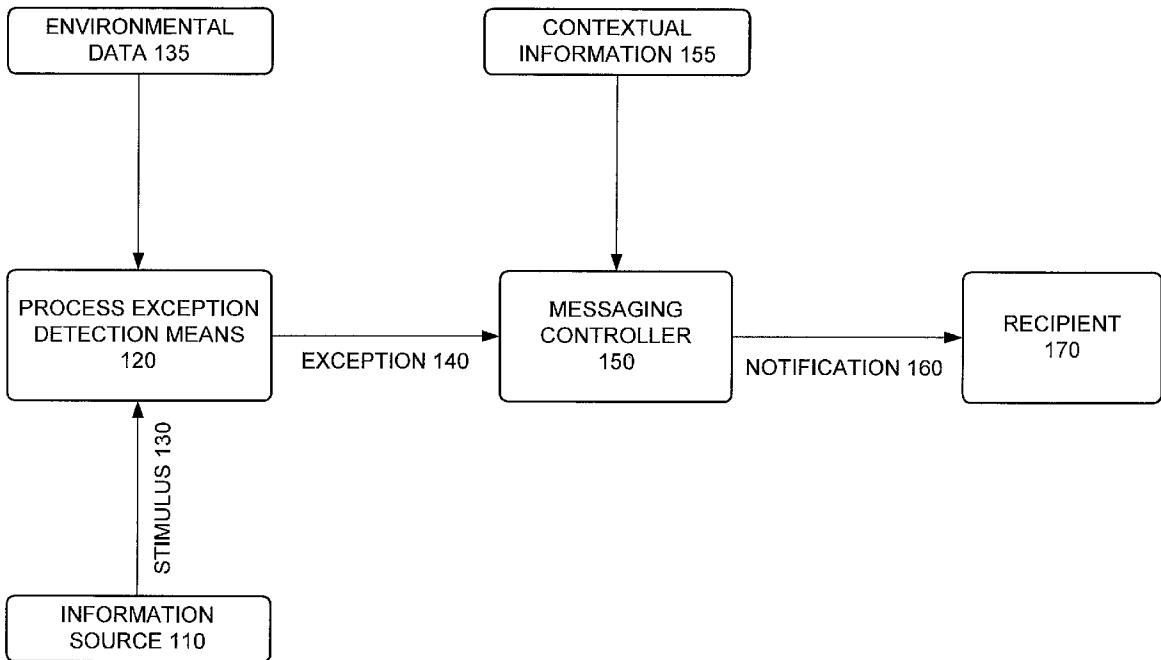 ENVIRONMENTAL
DATA 135
CONTEXTUAL
INFORMATION 155
PROCESS EXCEPTION
DETECTION MEANS
120
EXCEPTION 140
MESSAGING
CONTROLLER
150
NOTIFICATION 160
RECIPIENT
170
STIMULUS 130
INFORMATION
SOURCE 110